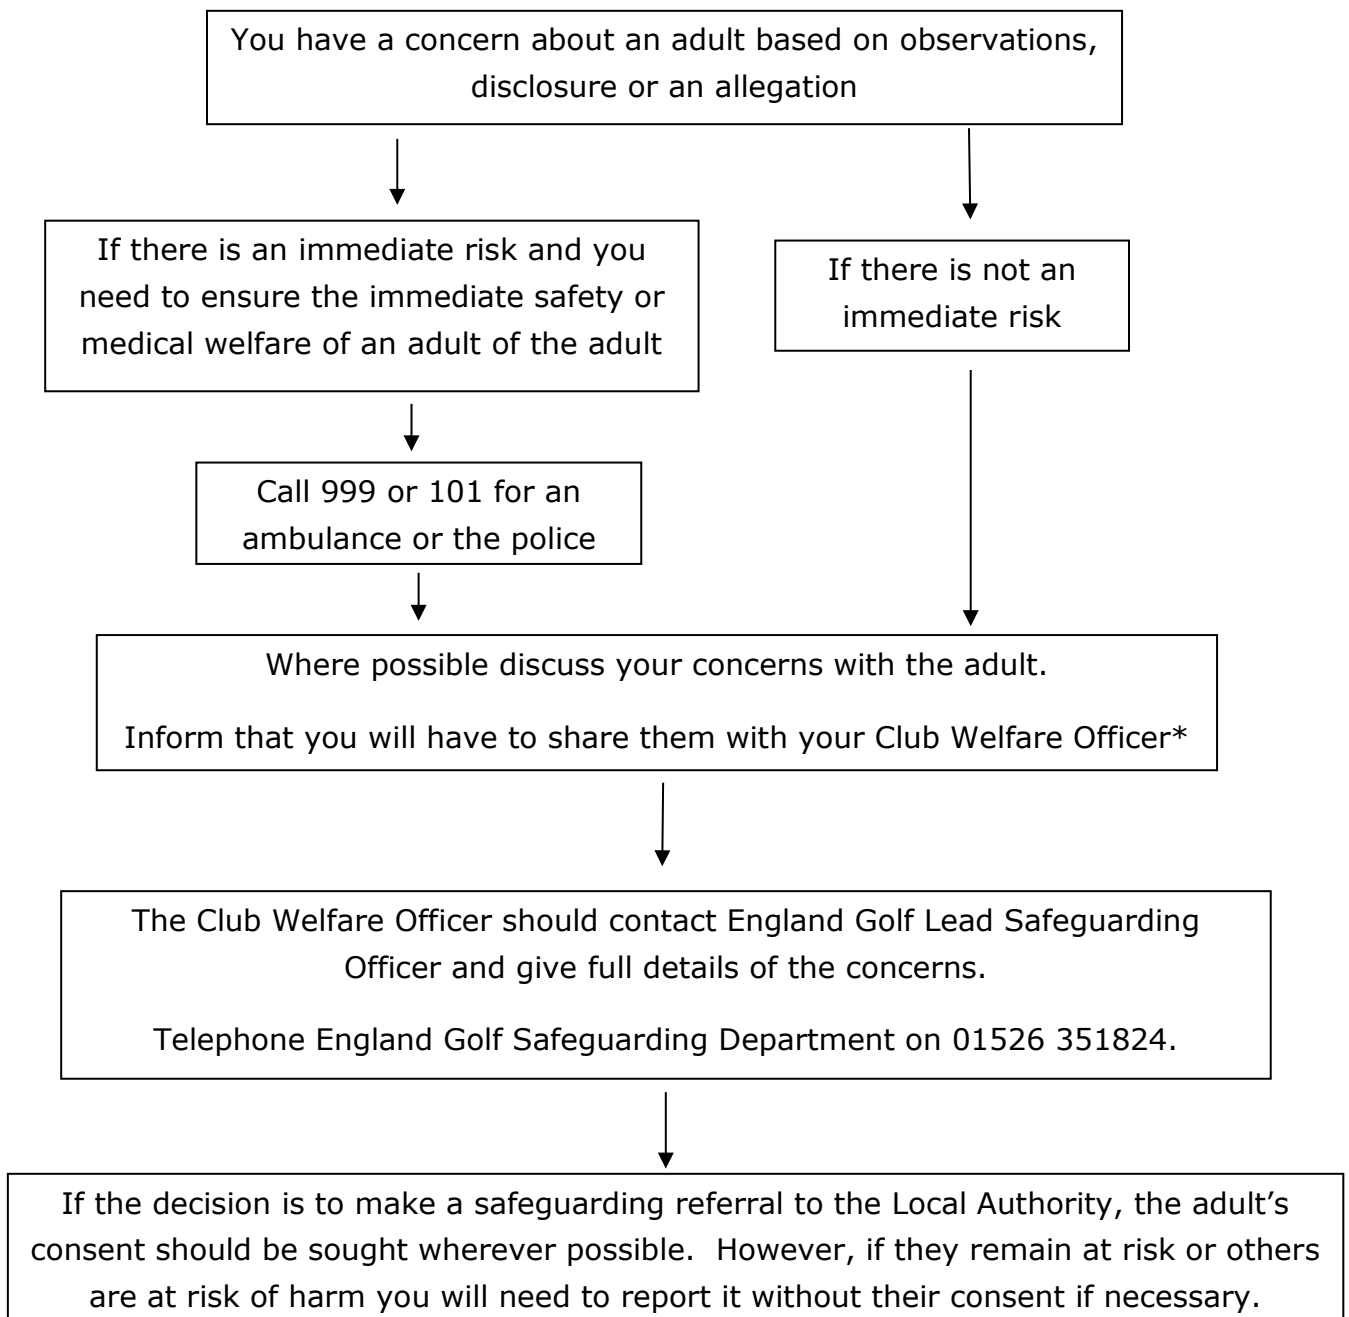 You have a concern about an adult based on observations,
disclosure or an allegation
If there is an immediate risk and you
need to ensure the immediate safety or
medical welfare of an adult of the adult
If there is not an
immediate risk
Call 999 or 101 for an
ambulance or the police
Where possible discuss your concerns with the adult.
Inform that you will have to share them with your Club Welfare Officer*
The Club Welfare Officer should contact England Golf Lead Safeguarding
Officer and give full details of the concerns.
Telephone England Golf Safeguarding Department on 01526 351824.
If the decision is to make a safeguarding referral to the Local Authority, the adult’s
consent should be sought wherever possible.  However, if they remain at risk or others
are at risk of harm you will need to report it without their consent if necessary.